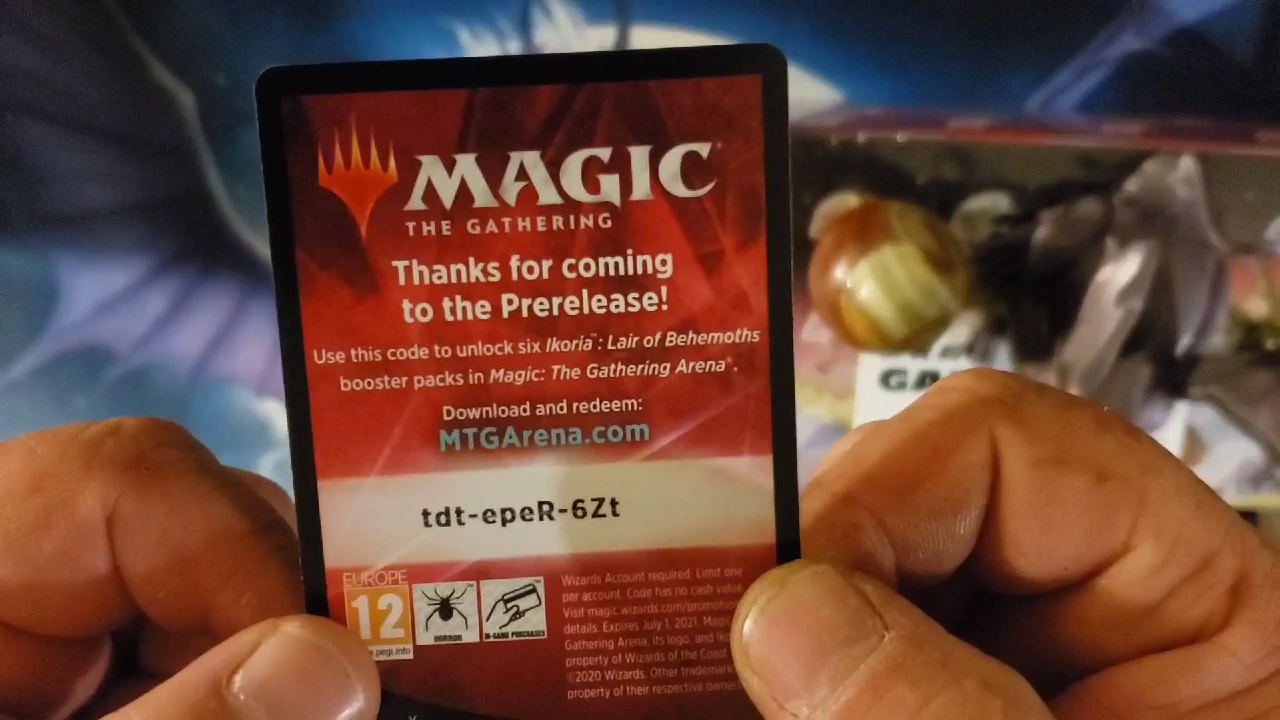 MAGIC
THE GATHERING
Thanks for coming
to the Prerelease!
Use this code to unlock six Ikoria™: Lair of Behemoths
booster packs in Magic: The Gathering Arena®.
Download and redeem:
MTGArena.com
tdt-epeR-6Zt
EUROPE
12
.pegi.info
HORROR
IN-GAME PURCHASES
Wizards Account required. Limit one
per account. Code has no cash value
Visit magic.wizards.com/promotio
details. Expires July 1, 2021. Magi
Gathering Arena, its logo, and Iko
property of Wizards of the Coast
©2020 Wizards. Other trademark
property of their respective owne